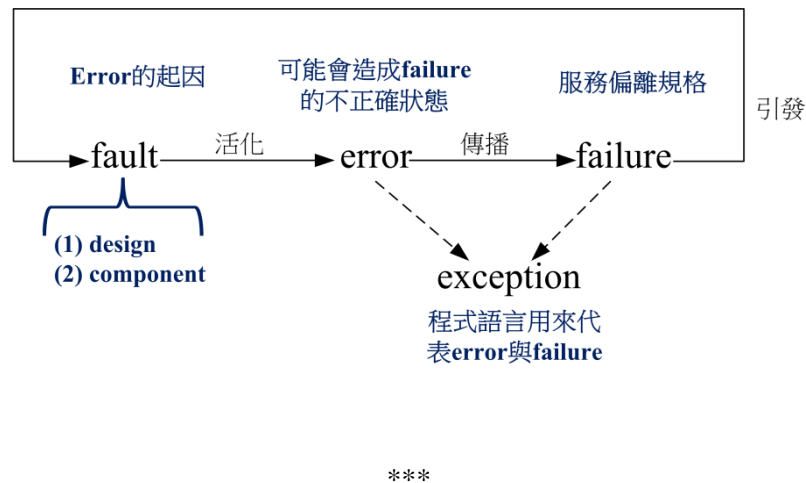 Error的起因
可能會造成failure
的不正確狀態
服務偏離規格
引發
fault
活化
error
傳播
failure
(1) design
(2) component
exception
程式語言用來代
表error與failure
***